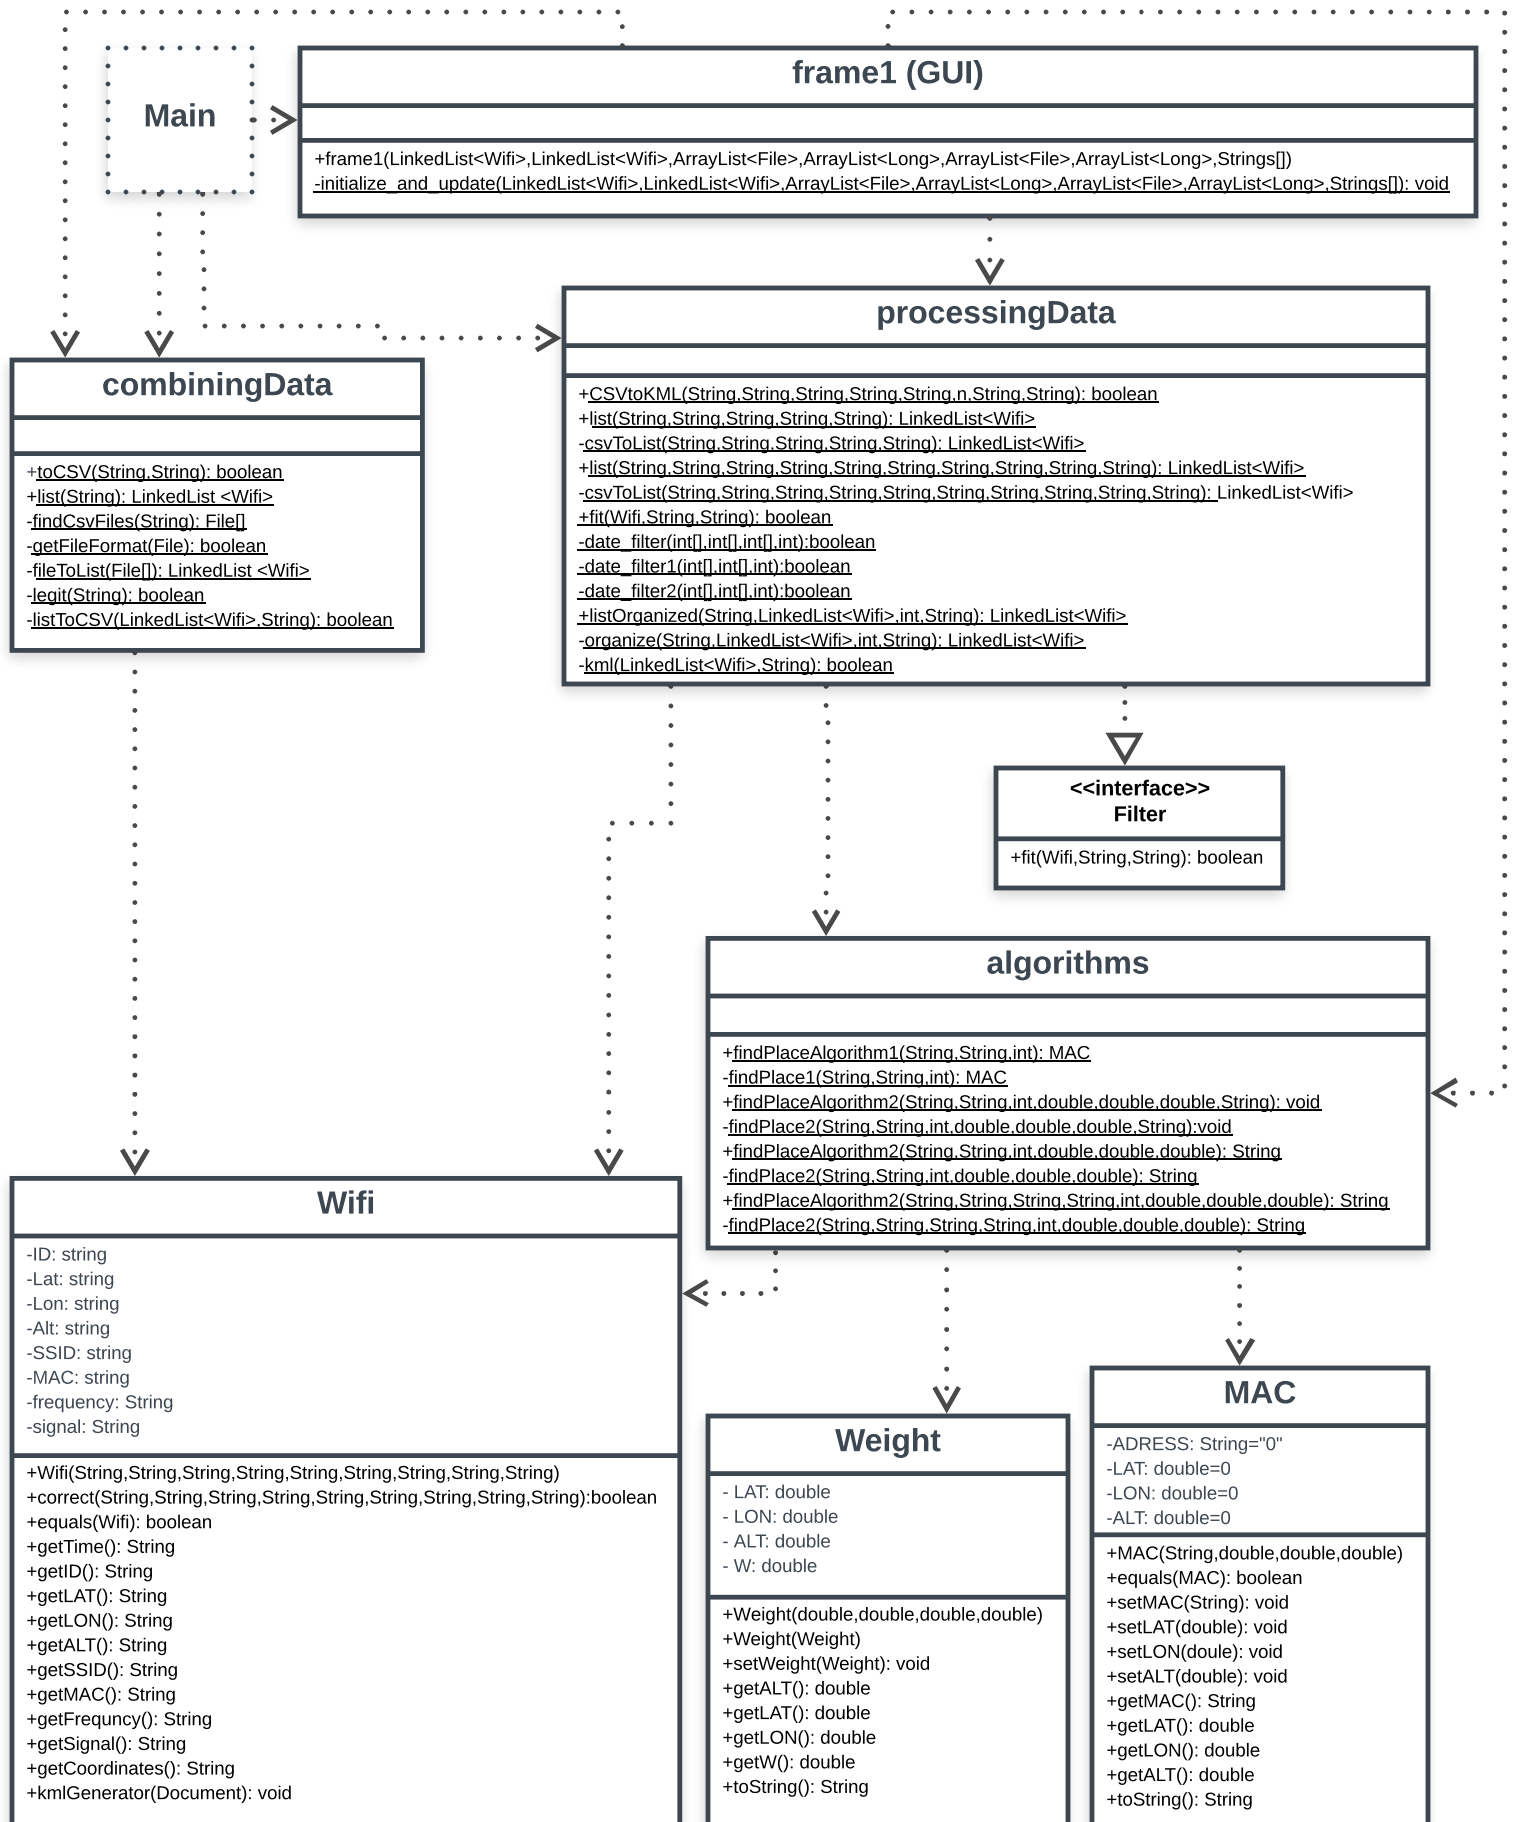 Main
frame1 (GUI)
+frame1(LinkedList<Wifi>,LinkedList<Wifi>,ArrayList<File>,ArrayList<Long>,ArrayList<File>,ArrayList<Long>,Strings[])
-initialize_and_update(LinkedList<Wifi>,LinkedList<Wifi>,ArrayList<File>,ArrayList<Long>,ArrayList<File>,ArrayList<Long>,Strings[]): void
processingData
+CSVtoKML(String,String,String,String,String,n,String,String): boolean
+list(String,String,String,String,String): LinkedList<Wifi>
-csvToList(String,String,String,String,String): LinkedList<Wifi>
+list(String,String,String,String,String,String,String,String,String,String): LinkedList<Wifi>
-csvToList(String,String,String,String,String,String,String,String,String,String): LinkedList<Wifi>
+fit(Wifi,String,String): boolean
-date_filter(int[],int[],int[],int):boolean
-date_filter1(int[],int[],int):boolean
-date_filter2(int[],int[],int):boolean
+listOrganized(String,LinkedList<Wifi>,int,String): LinkedList<Wifi>
-organize(String,LinkedList<Wifi>,int,String): LinkedList<Wifi>
-kml(LinkedList<Wifi>,String): boolean
combiningData
+toCSV(String,String): boolean
+list(String): LinkedList <Wifi>
-findCsvFiles(String): File[]
-getFileFormat(File): boolean
-fileToList(File[]): LinkedList <Wifi>
-legit(String): boolean
-listToCSV(LinkedList<Wifi>,String): boolean
<<interface>>
Filter
+fit(Wifi,String,String): boolean
algorithms
+findPlaceAlgorithm1(String,String,int): MAC
-findPlace1(String,String,int): MAC
+findPlaceAlgorithm2(String,String,int,double,double,double,String): void
-findPlace2(String,String,int,double,double,double,String):void
+findPlaceAlgorithm2(String,String,int,double,double,double): String
-findPlace2(String,String,int,double,double,double): String
+findPlaceAlgorithm2(String,String,String,String,int,double,double,double): String
-findPlace2(String,String,String,String,int,double,double,double): String
Wifi
-ID: string
-Lat: string
-Lon: string
-Alt: string
-SSID: string
-MAC: string
-frequency: String
-signal: String
+Wifi(String,String,String,String,String,String,String,String,String)
+correct(String,String,String,String,String,String,String,String,String):boolean
+equals(Wifi): boolean
+getTime(): String
+getID(): String
+getLAT(): String
+getLON(): String
+getALT(): String
+getSSID(): String
+getMAC(): String
+getFrequncy(): String
+getSignal(): String
+getCoordinates(): String
+kmlGenerator(Document): void
Weight
- LAT: double
- LON: double
- ALT: double
- W: double
+Weight(double,double,double,double)
+Weight(Weight)
+setWeight(Weight): void
+getALT(): double
+getLAT(): double
+getLON(): double
+getW(): double
+toString(): String
MAC
-ADRESS: String="0"
-LAT: double=0
-LON: double=0
-ALT: double=0
+MAC(String,double,double,double)
+equals(MAC): boolean
+setMAC(String): void
+setLAT(double): void
+setLON(doule): void
+setALT(double): void
+getMAC(): String
+getLAT(): double
+getLON(): double
+getALT(): double
+toString(): String